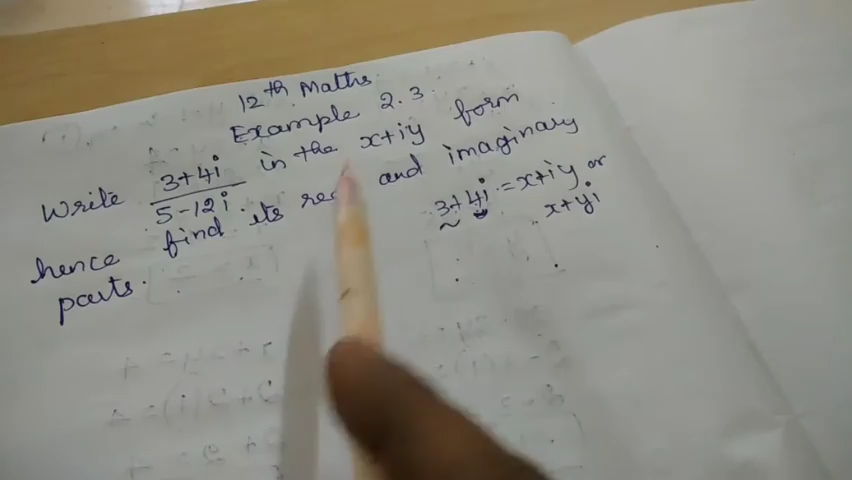 12th Maths
Example 2.3
Write 3+4i / 5-12i in the x+iy form
hence find its and imaginary
parts.
3+4i = x+iy or
x+yi